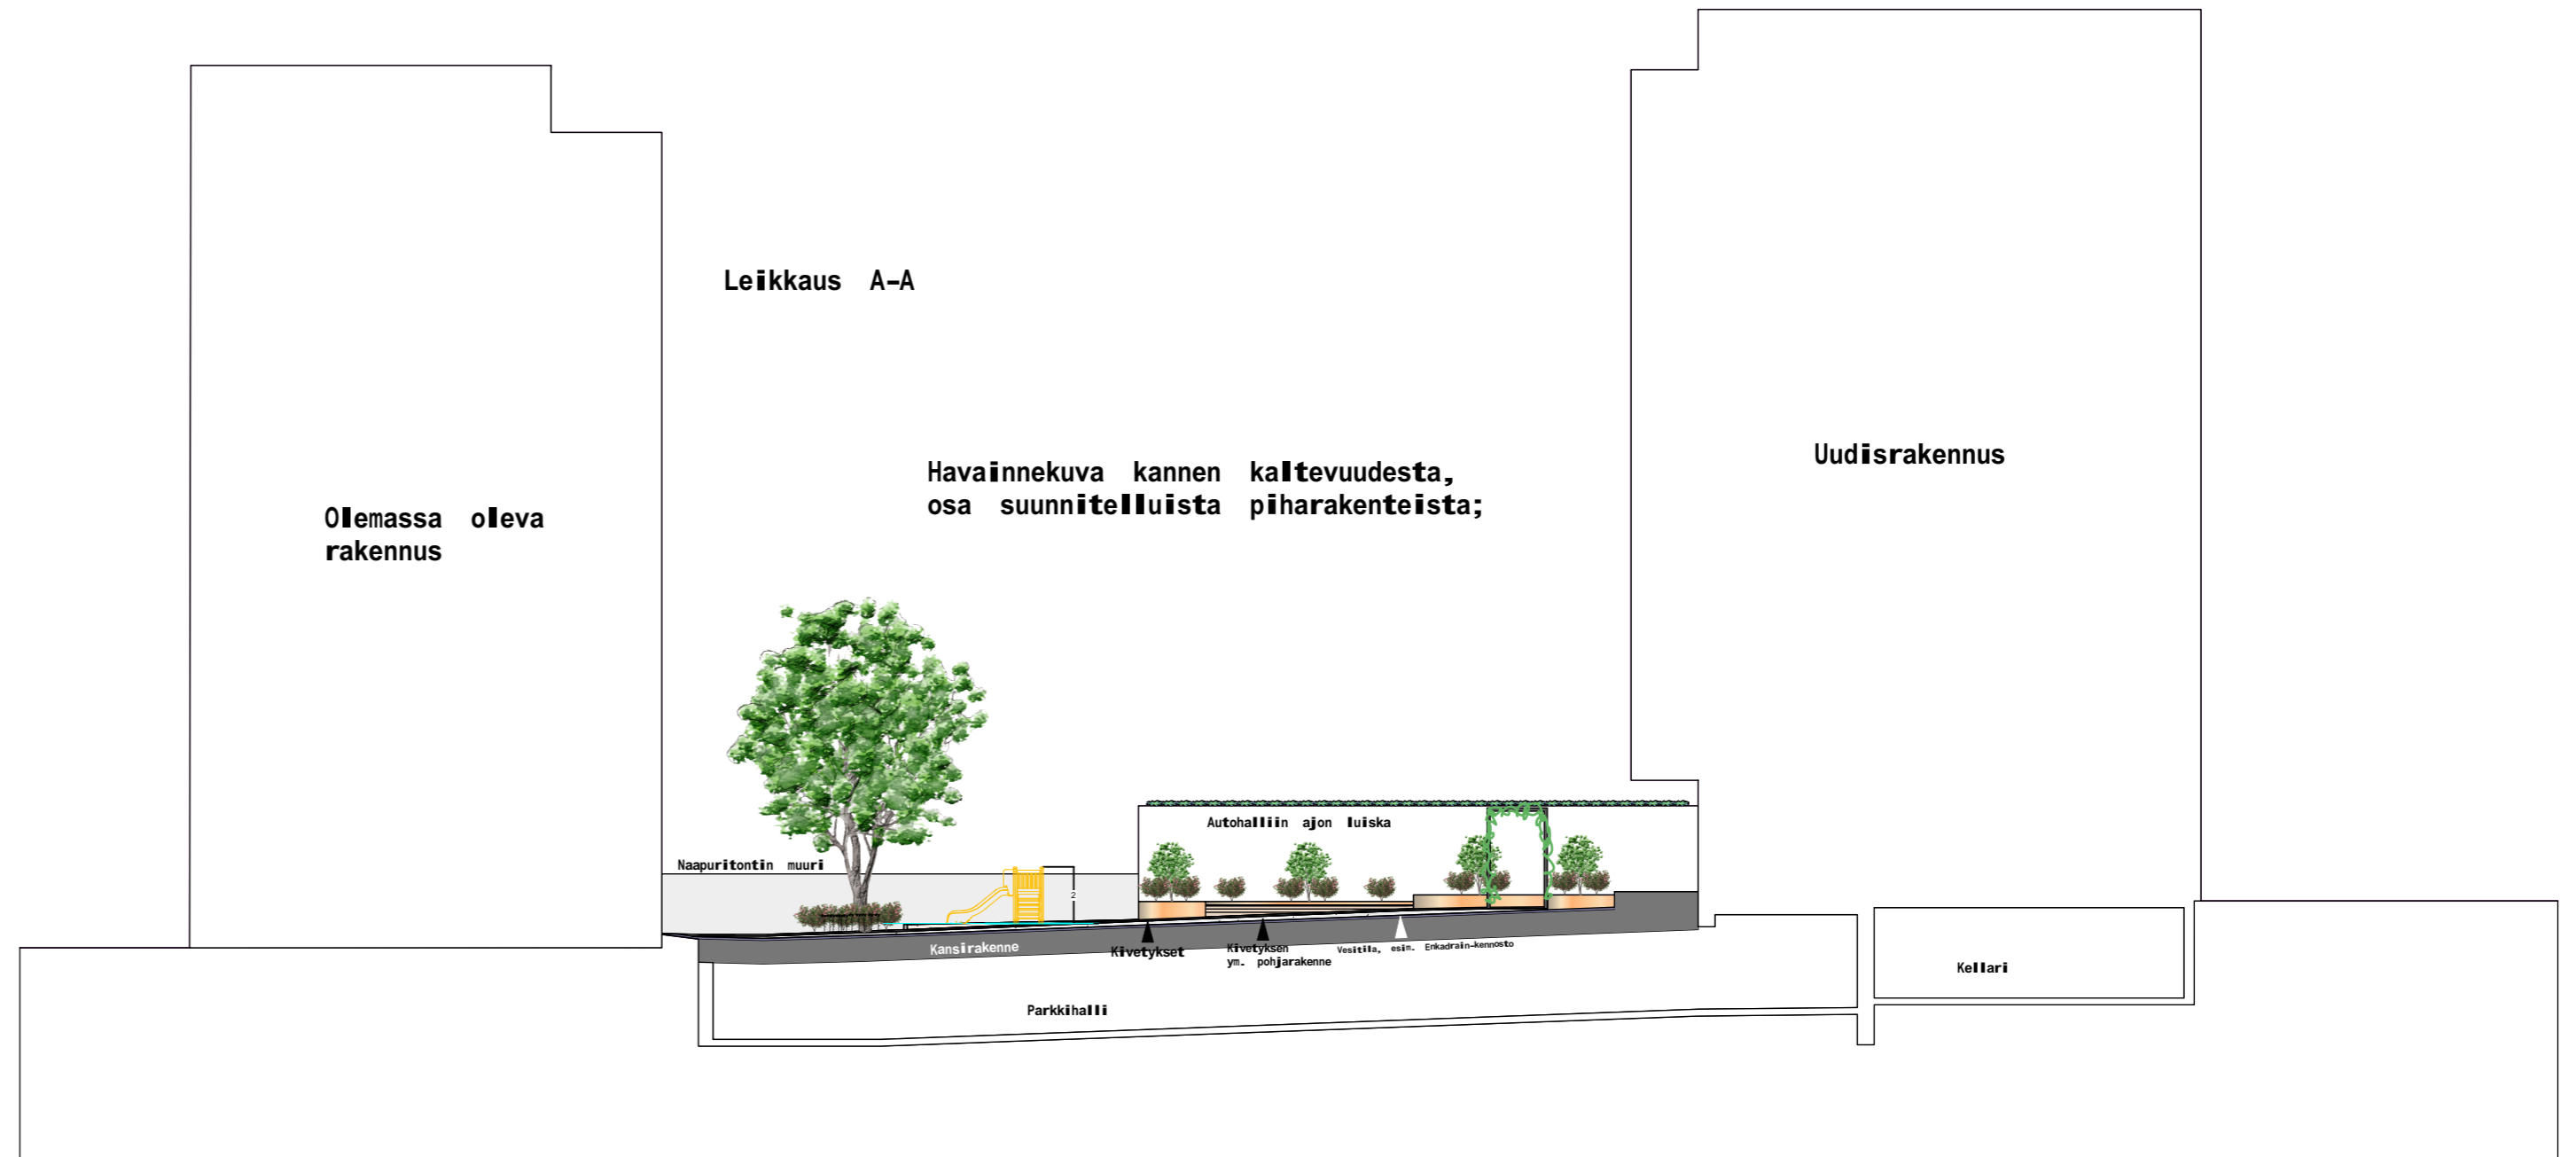 Leikkaus A-A
Havainnekuva kannen kaltevuudesta,
osa suunnitelluista piharakenteista;
Uudisrakennus
Olemassa oleva
rakennus
Autohalliin ajon luiska
Naapuritontin muuri
2
Kansirakenne
Kivetykset
Kivetyksen
ym. pohjarakenne
Vesitila, esim. Enkadrain-kennosto
Kellari
Parkkihalli